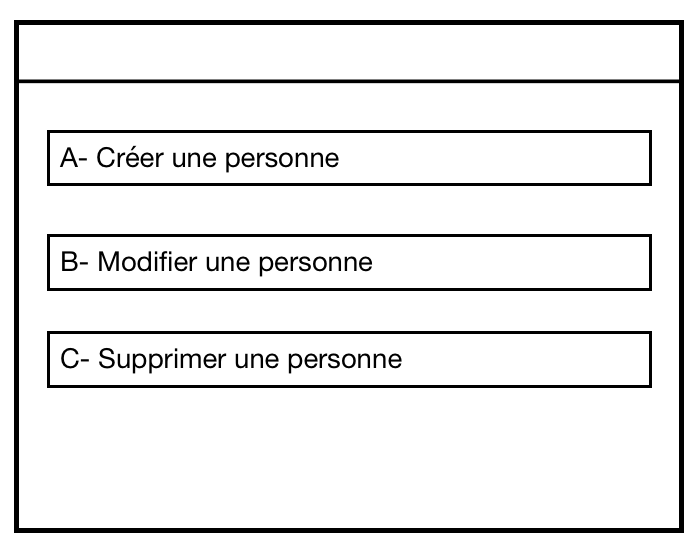 A- Créer une personne
B- Modifier une personne
C- Supprimer une personne